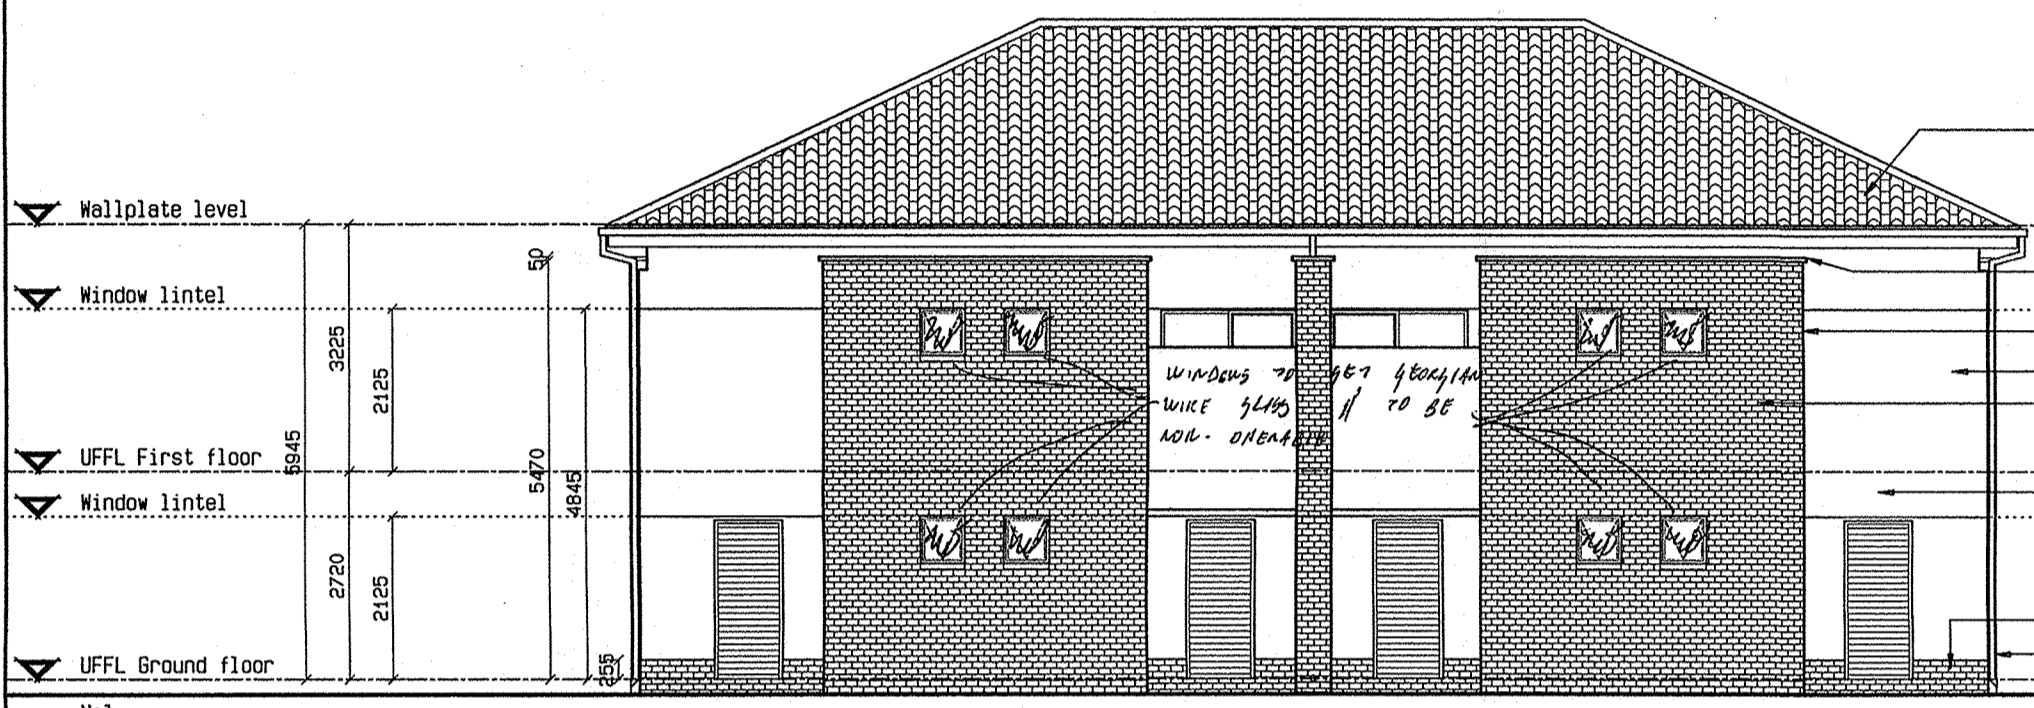 Wallplate level
Window lintel
UFFL First floor
Window lintel
UFFL Ground floor
5945
3225
2720
2125
2125
50
5470
4845
255
WINDOWS TO GET GEORGIAN
WIRE GLASS TO BE
NON-